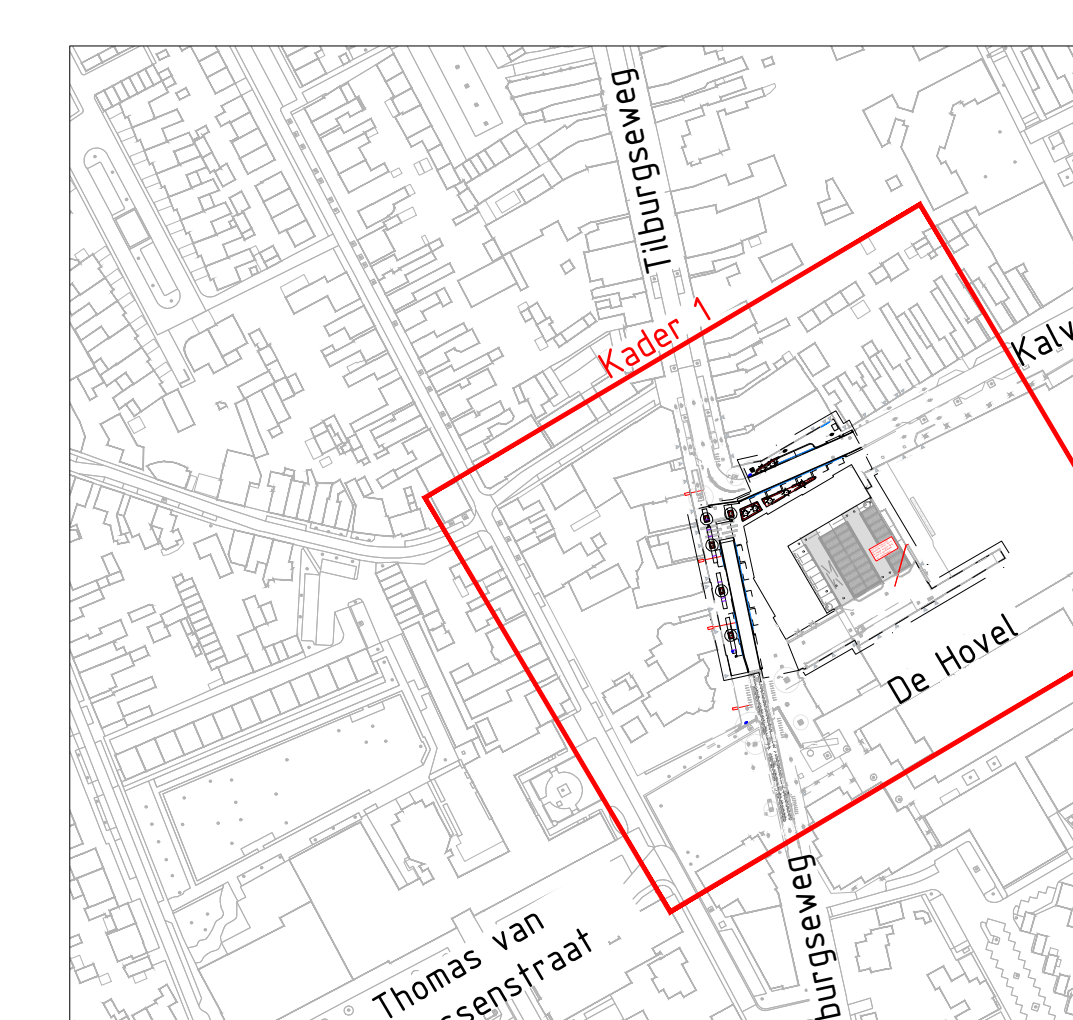 Tilburgseweg
Kader 1
Kalv
De Hovel
burgseweg
Thomas van
ssenstraat